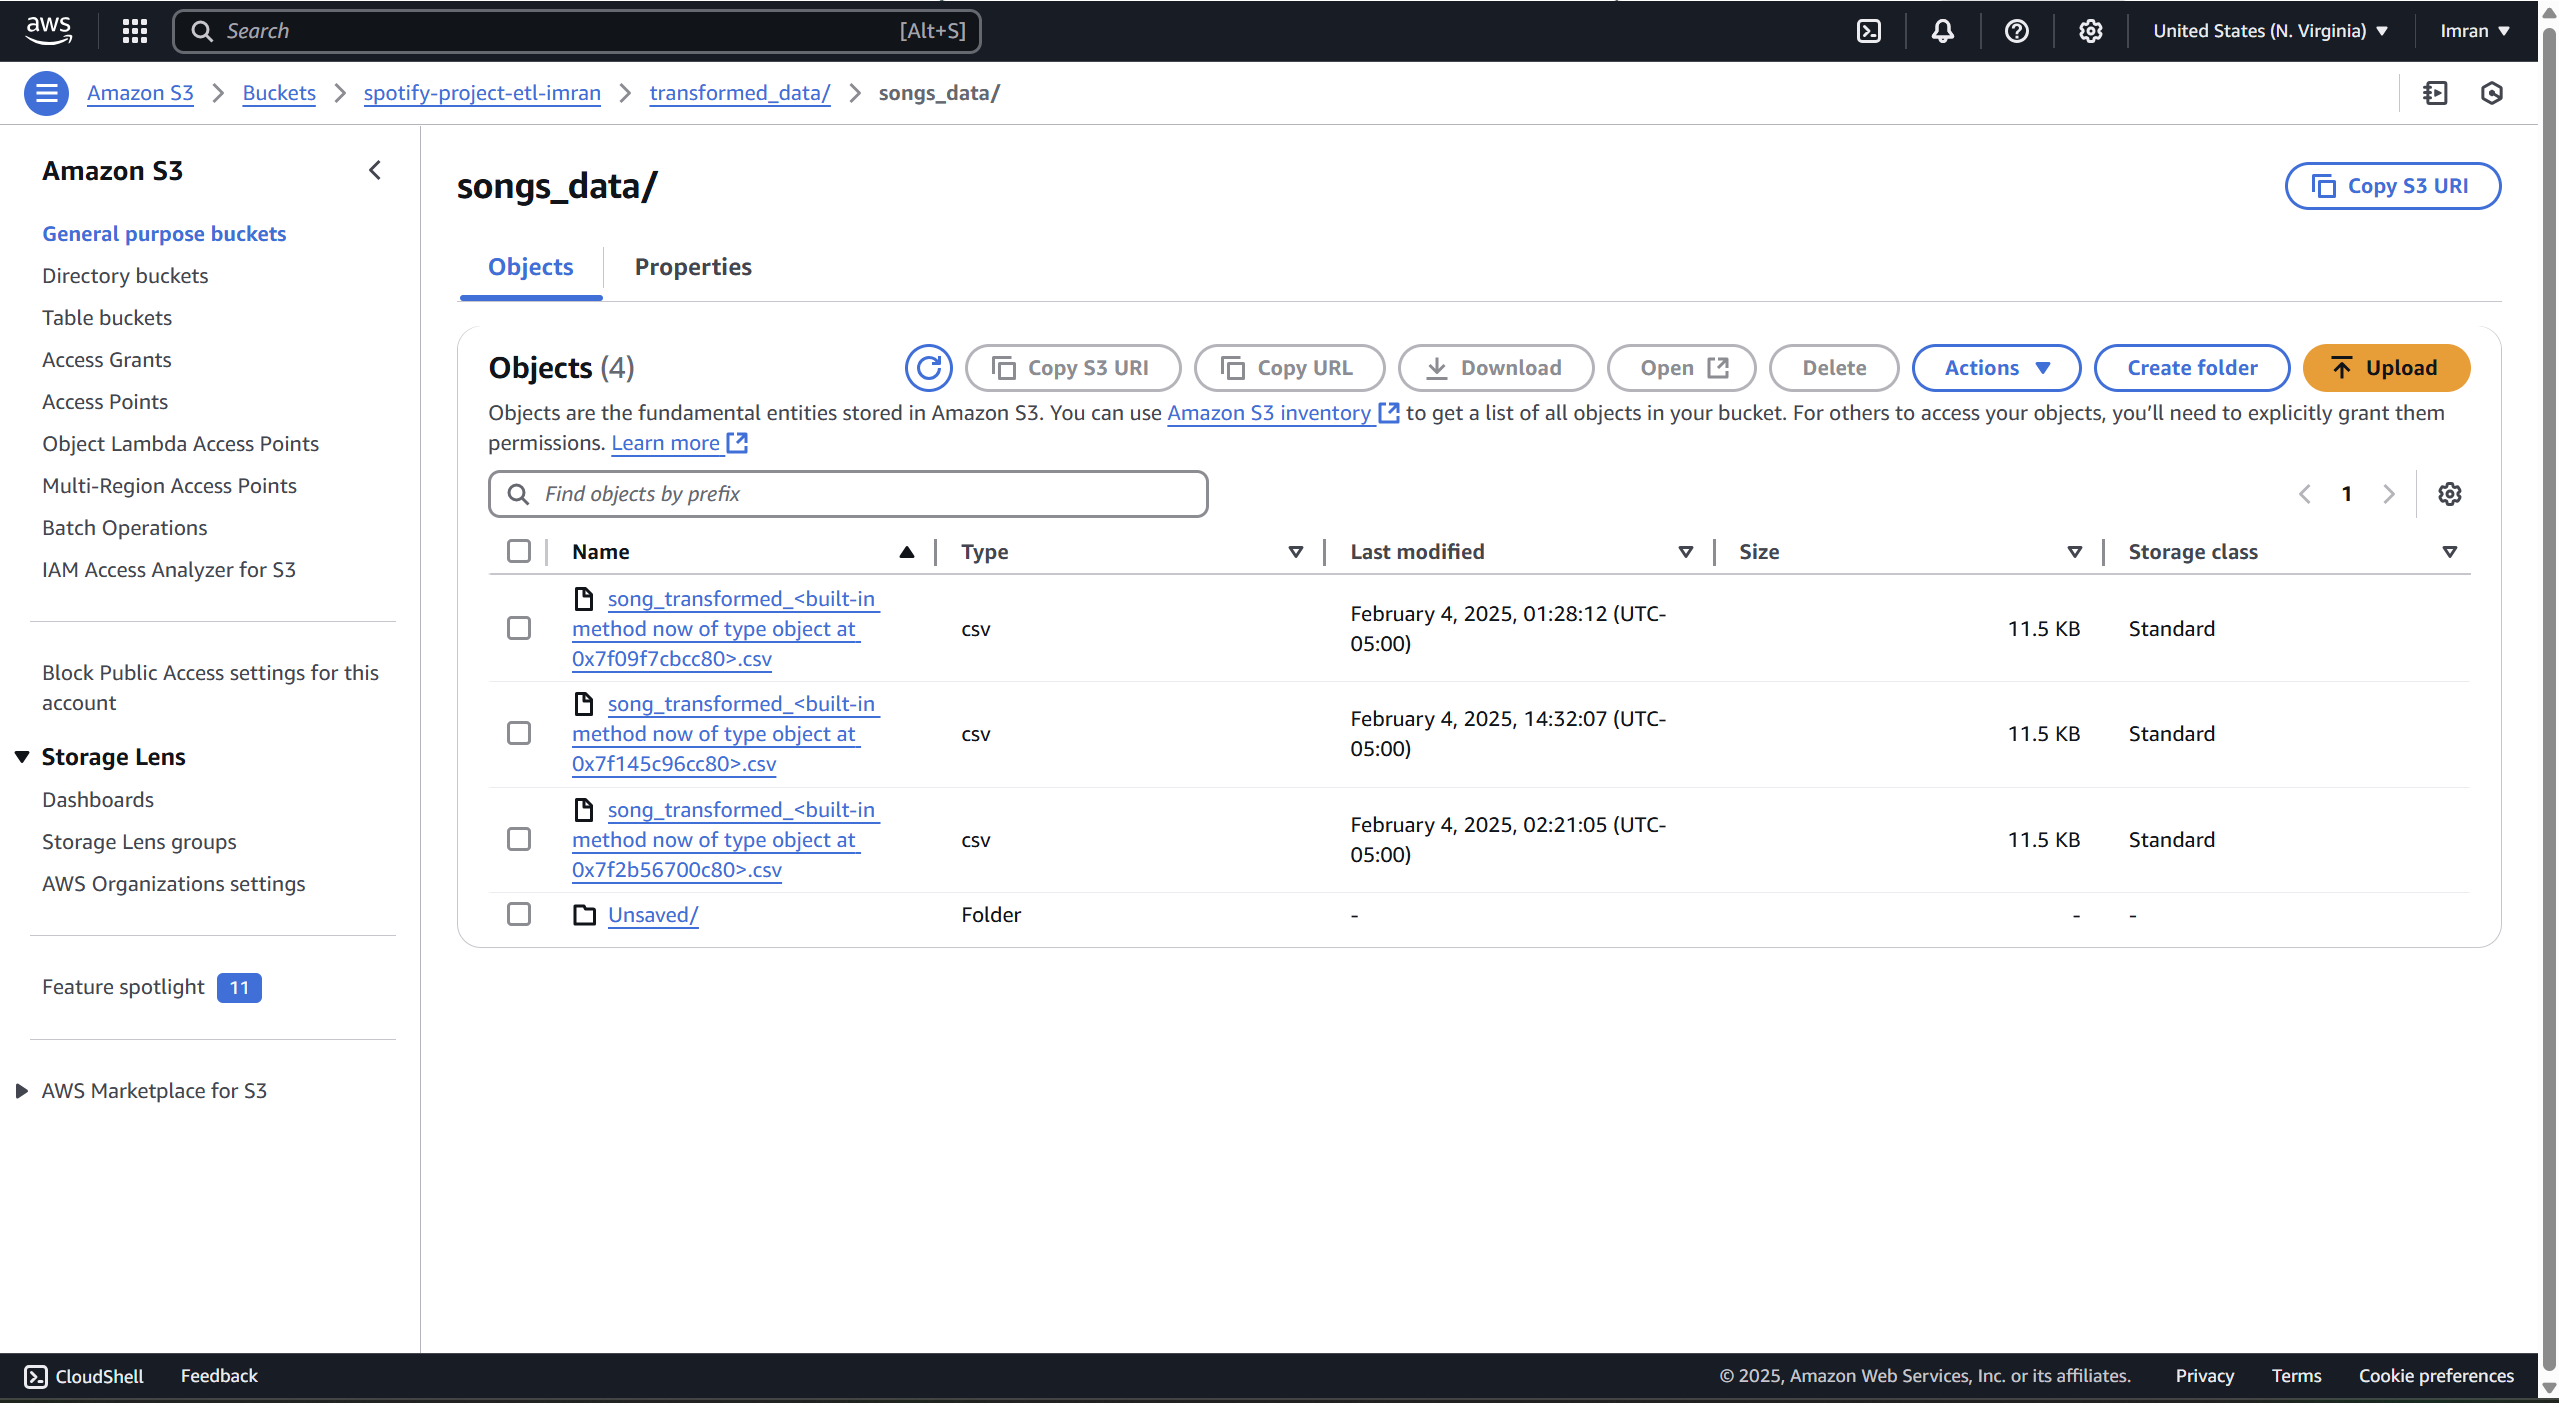 aws
Search [Alt+S]
United States (N. Virginia)
Imran
Amazon S3 > Buckets > spotify-project-etl-imran > transformed_data/ > songs_data/
Amazon S3
General purpose buckets
Directory buckets
Table buckets
Access Grants
Access Points
Object Lambda Access Points
Multi-Region Access Points
Batch Operations
IAM Access Analyzer for S3
Block Public Access settings for this
account
Storage Lens
Dashboards
Storage Lens groups
AWS Organizations settings
Feature spotlight 11
AWS Marketplace for S3
songs_data/
Copy S3 URI
Objects Properties
Objects (4)
Copy S3 URI
Copy URL
Download
Open
Delete
Actions
Create folder
Upload
Objects are the fundamental entities stored in Amazon S3. You can use Amazon S3 inventory to get a list of all objects in your bucket. For others to access your objects, you’ll need to explicitly grant them
permissions. Learn more
Find objects by prefix
1
Name Type Last modified Size Storage class
song_transformed_<built-in
method now of type object at
0x7f09f7cbcc80>.csv
csv
February 4, 2025, 01:28:12 (UTC-
05:00)
11.5 KB
Standard
song_transformed_<built-in
method now of type object at
0x7f145c96cc80>.csv
csv
February 4, 2025, 14:32:07 (UTC-
05:00)
11.5 KB
Standard
song_transformed_<built-in
method now of type object at
0x7f2b56700c80>.csv
csv
February 4, 2025, 02:21:05 (UTC-
05:00)
11.5 KB
Standard
Unsaved/ Folder - - -
CloudShell Feedback
© 2025, Amazon Web Services, Inc. or its affiliates. Privacy Terms Cookie preferences